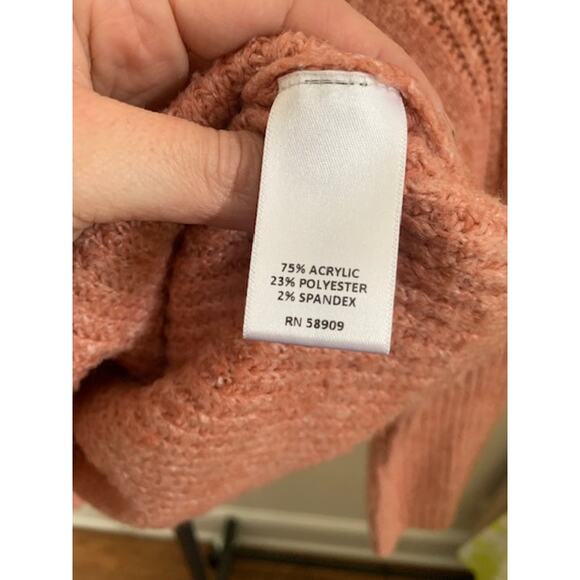 75% ACRYLIC
23% POLYESTER
2% SPANDEX
RN 58909